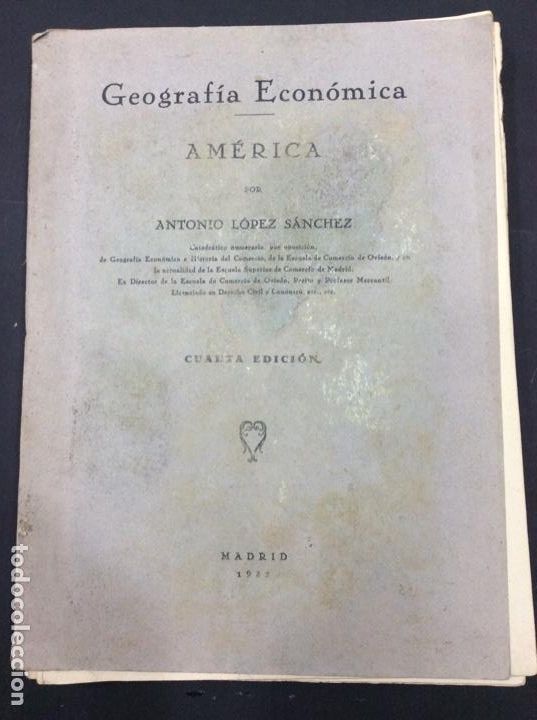 Geografía Económica
AMÉRICA
POR
ANTONIO LÓPEZ SÁNCHEZ
Catedrático numerario, por oposición,
de Geografía Económica e Historia del Comercio, de la Escuela de Comercio de Oviedo, y en
la actualidad de la Escuela Superior de Comercio de Madrid.
Ex Director de la Escuela de Comercio de Oviedo, Perito y Profesor Mercantil
Licenciado en Derecho Civil y Canónico, etc., etc.
CUARTA EDICIÓN
MADRID
todocoleccion